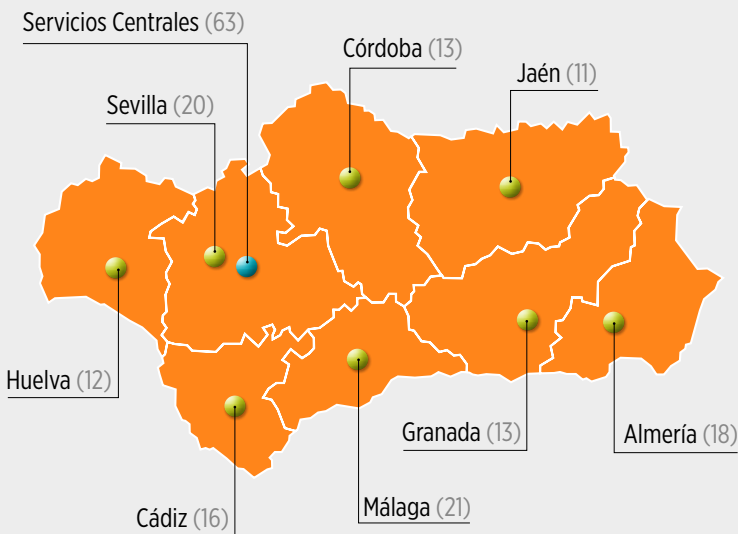 Servicios Centrales (63)
Córdoba (13)
Jaén (11)
Sevilla (20)
Huelva (12)
Granada (13)
Almería (18)
Málaga (21)
Cádiz (16)